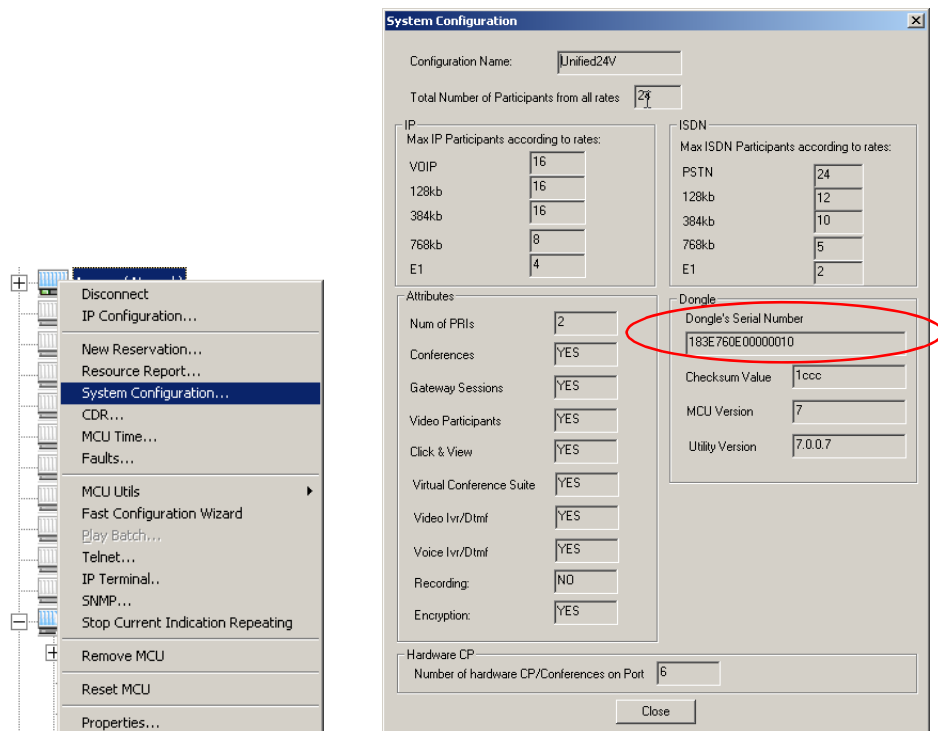 Disconnect
IP Configuration...
New Reservation...
Resource Report...
System Configuration...
CDR...
MCU Time...
Faults...
MCU Utils
Fast Configuration Wizard
Play Batch...
Telnet...
IP Terminal..
SNMP...
Stop Current Indication Repeating
Remove MCU
Reset MCU
Properties...
System Configuration
Configuration Name: Unified24V
Total Number of Participants from all rates 24
IP
Max IP Participants according to rates:
VOIP 16
128kb 16
384kb 16
768kb 8
E1 4
ISDN
Max ISDN Participants according to rates:
PSTN 24
128kb 12
384kb 10
768kb 5
E1 2
Attributes
Num of PRIs 2
Conferences YES
Gateway Sessions YES
Video Participants YES
Click & View YES
Virtual Conference Suite YES
Video Ivr/Dtmf YES
Voice Ivr/Dtmf YES
Recording: NO
Encryption: YES
Dongle
Dongle's Serial Number
183E760E00000010
Checksum Value 1ccc
MCU Version 7
Utility Version 7.0.0.7
Hardware CP
Number of hardware CP/Conferences on Port 6
Close